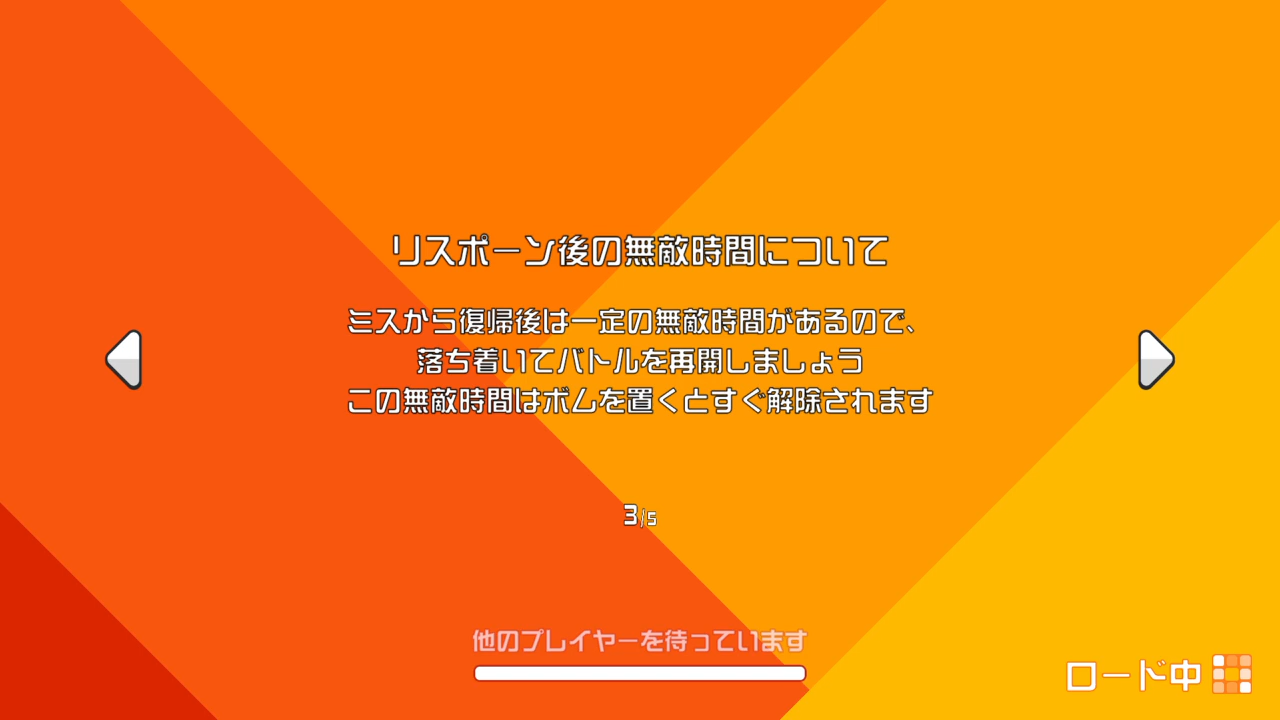 リスポーン後の無敵時間について
ミスから復帰後は一定の無敵時間があるので、
落ち着いてバトルを再開しましょう
この無敵時間はボムを置くとすぐ解除されます
3/5
他のプレイヤーを待っています
ロード中